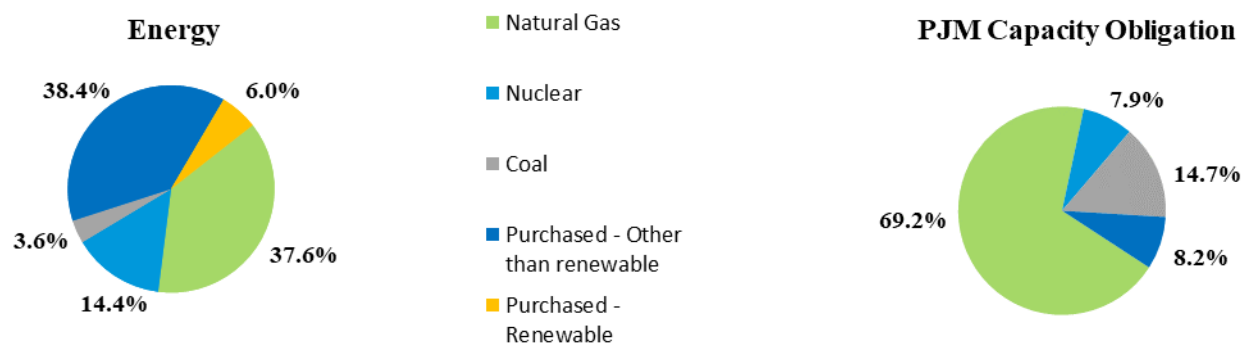 Energy
38.4%
6.0%
3.6%
14.4%
37.6%
Natural Gas
Nuclear
Coal
Purchased - Other
than renewable
Purchased -
Renewable
PJM Capacity Obligation
7.9%
14.7%
69.2%
8.2%